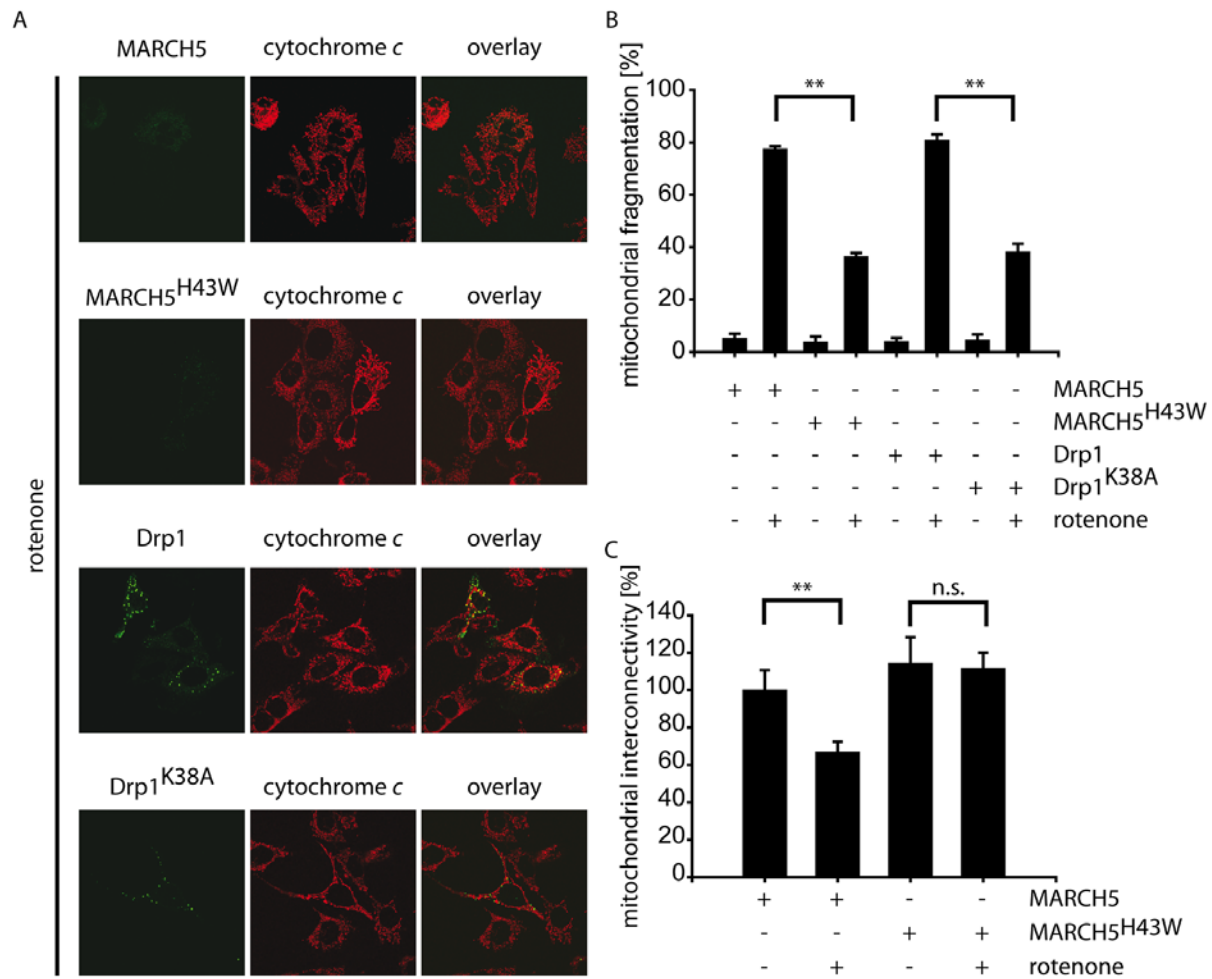 A
MARCH5 cytochrome c overlay
MARCH5H43W cytochrome c overlay
rotenone
Drp1 cytochrome c overlay
Drp1K38A cytochrome c overlay
B
mitochondrial fragmentation [%]
100
80
60
40
20
0
** **
+ + - - - - - - MARCH5
- - + + - - - - MARCH5H43W
- - - - + + - - Drp1
- - - - - - + + Drp1K38A
- + - + - + - + rotenone
C
mitochondrial interconnectivity [%]
140
120
100
80
60
40
20
0
** n.s.
+ + - - MARCH5
- - + + MARCH5H43W
- + - + rotenone